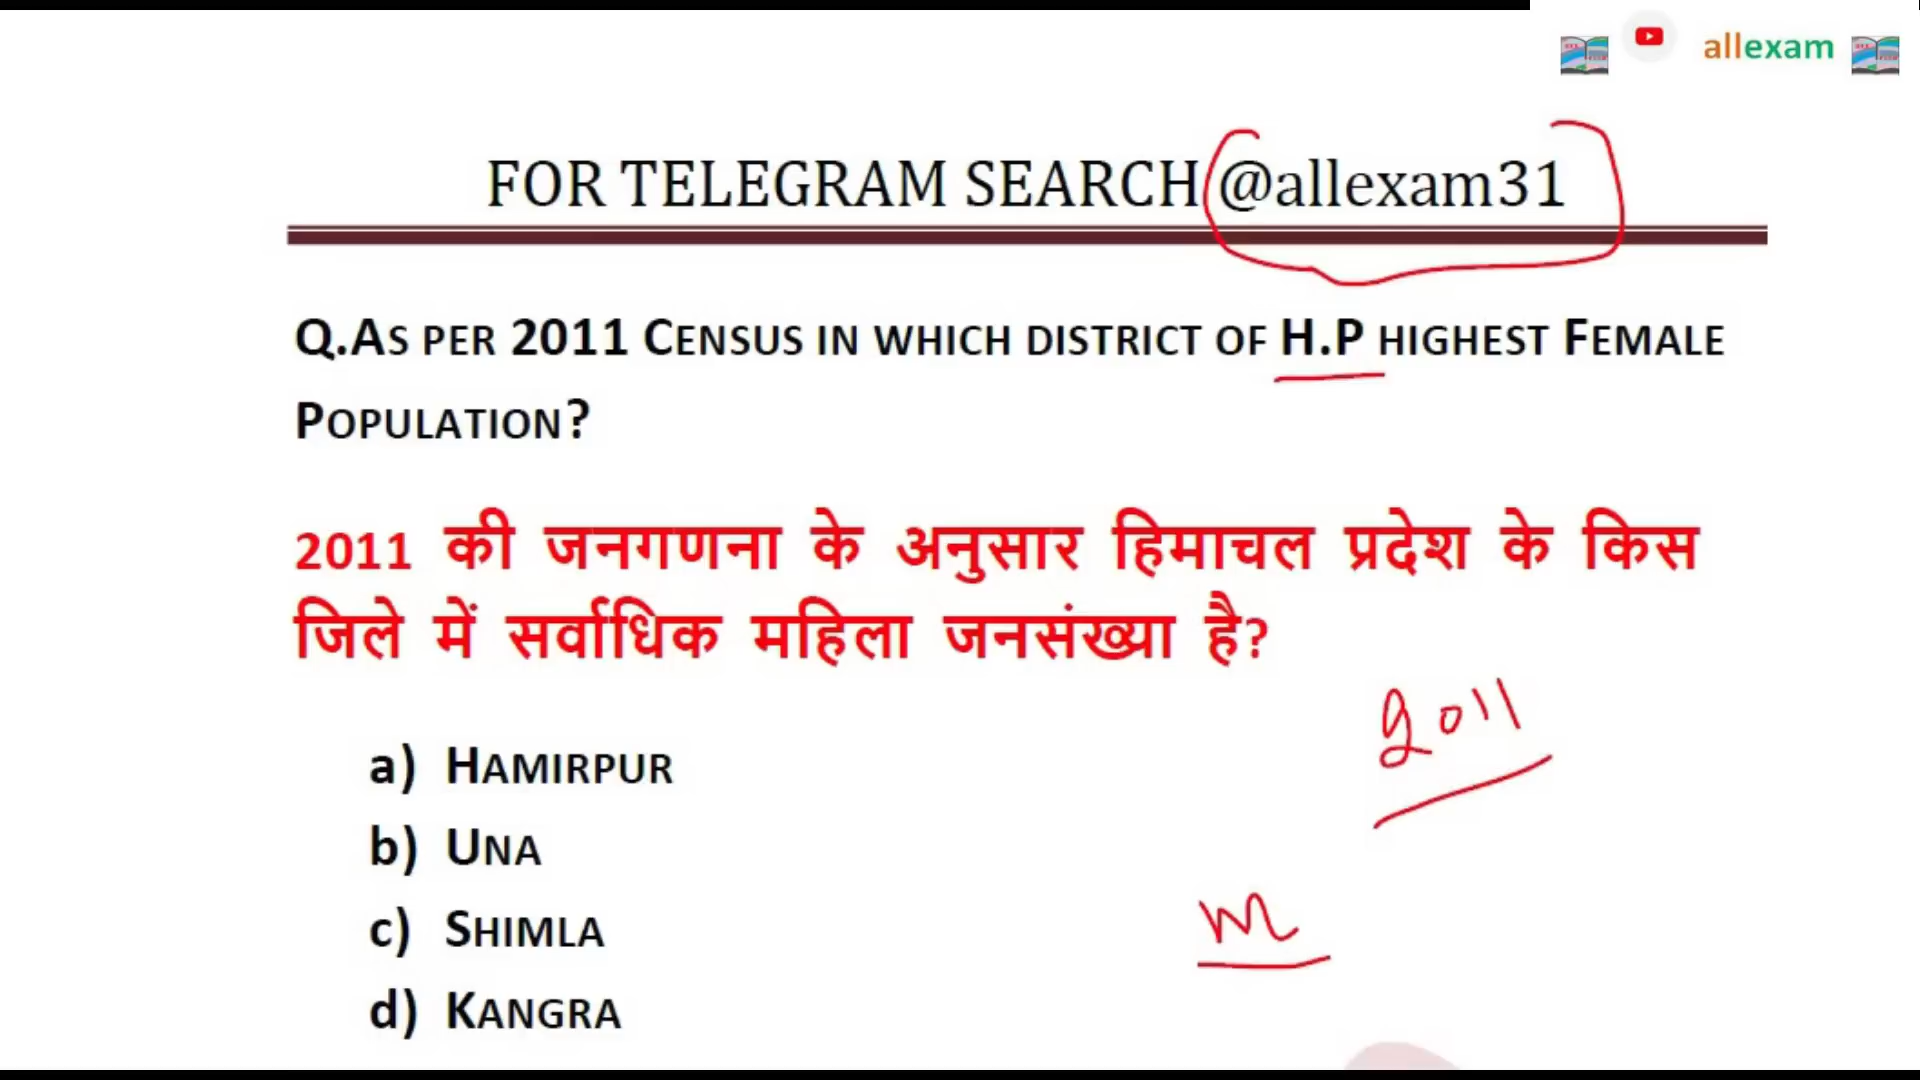 allexam
FOR TELEGRAM SEARCH @allexam31
Q.As per 2011 Census in which district of H.P highest Female
Population?
2011 की जनगणना के अनुसार हिमाचल प्रदेश के किस
जिले में सर्वाधिक महिला जनसंख्या है?
2011
a) Hamirpur
b) Una
c) Shimla
m
d) Kangra